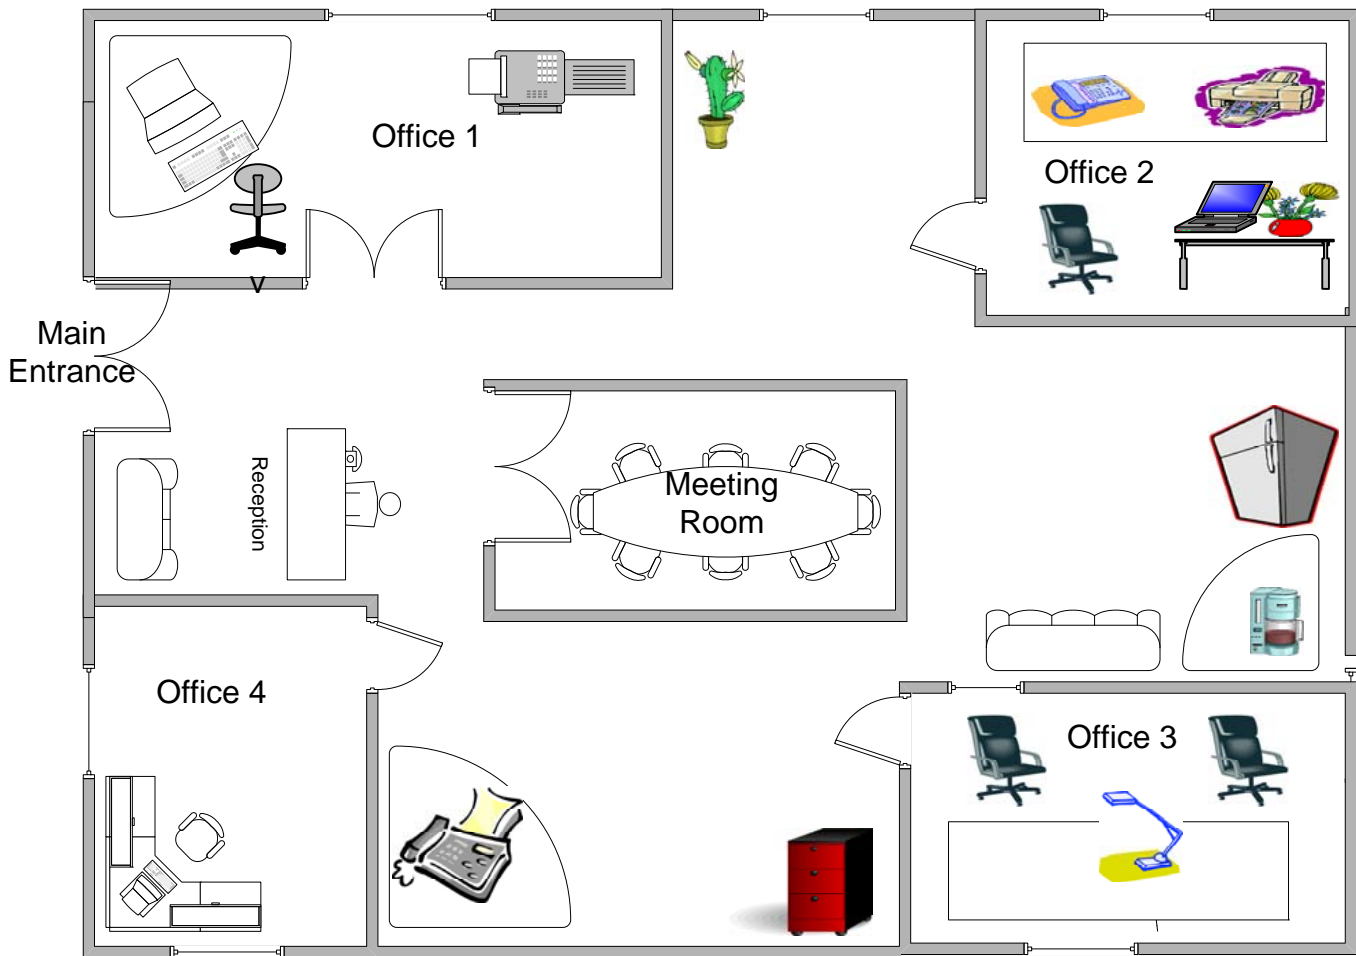 Office 1
Office 2
v
Main
Entrance
Reception
Meeting
Room
Office 4
Office 3